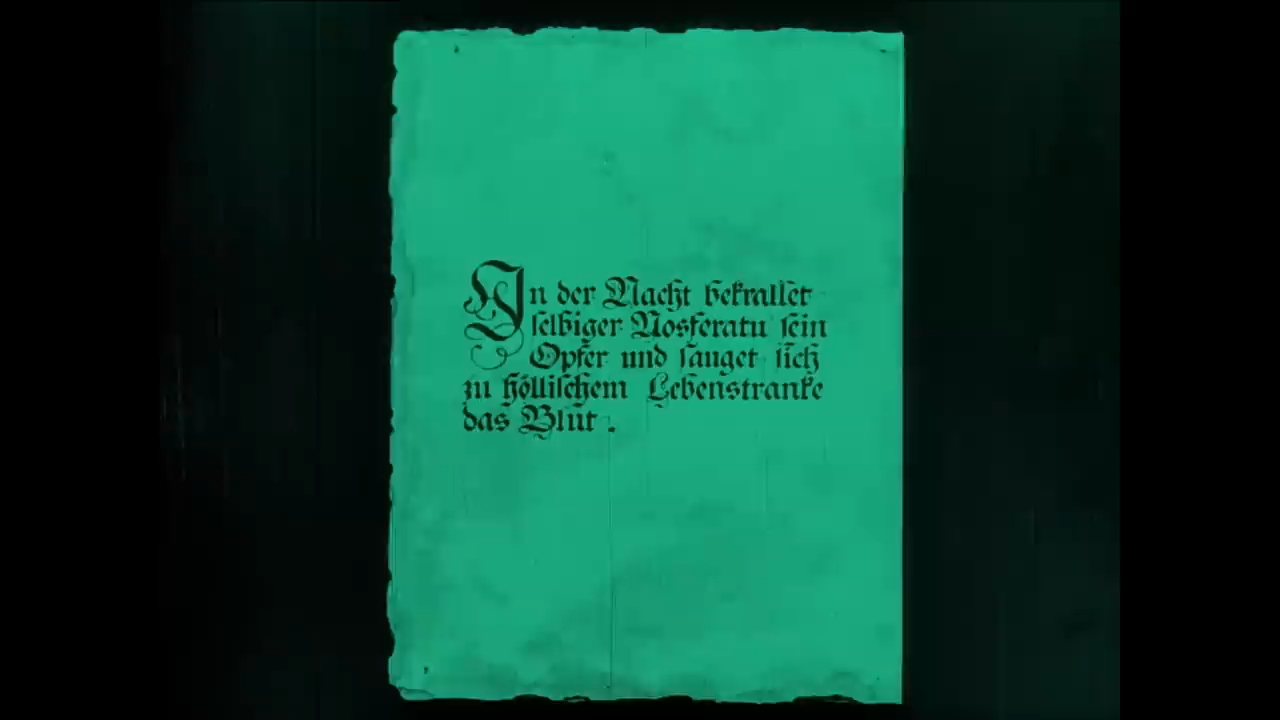 In der Nacht bekrallet
selbiger Nosferatu sein
Opfer und sauget sich
zu höllischem Lebenstranke
das Blut.